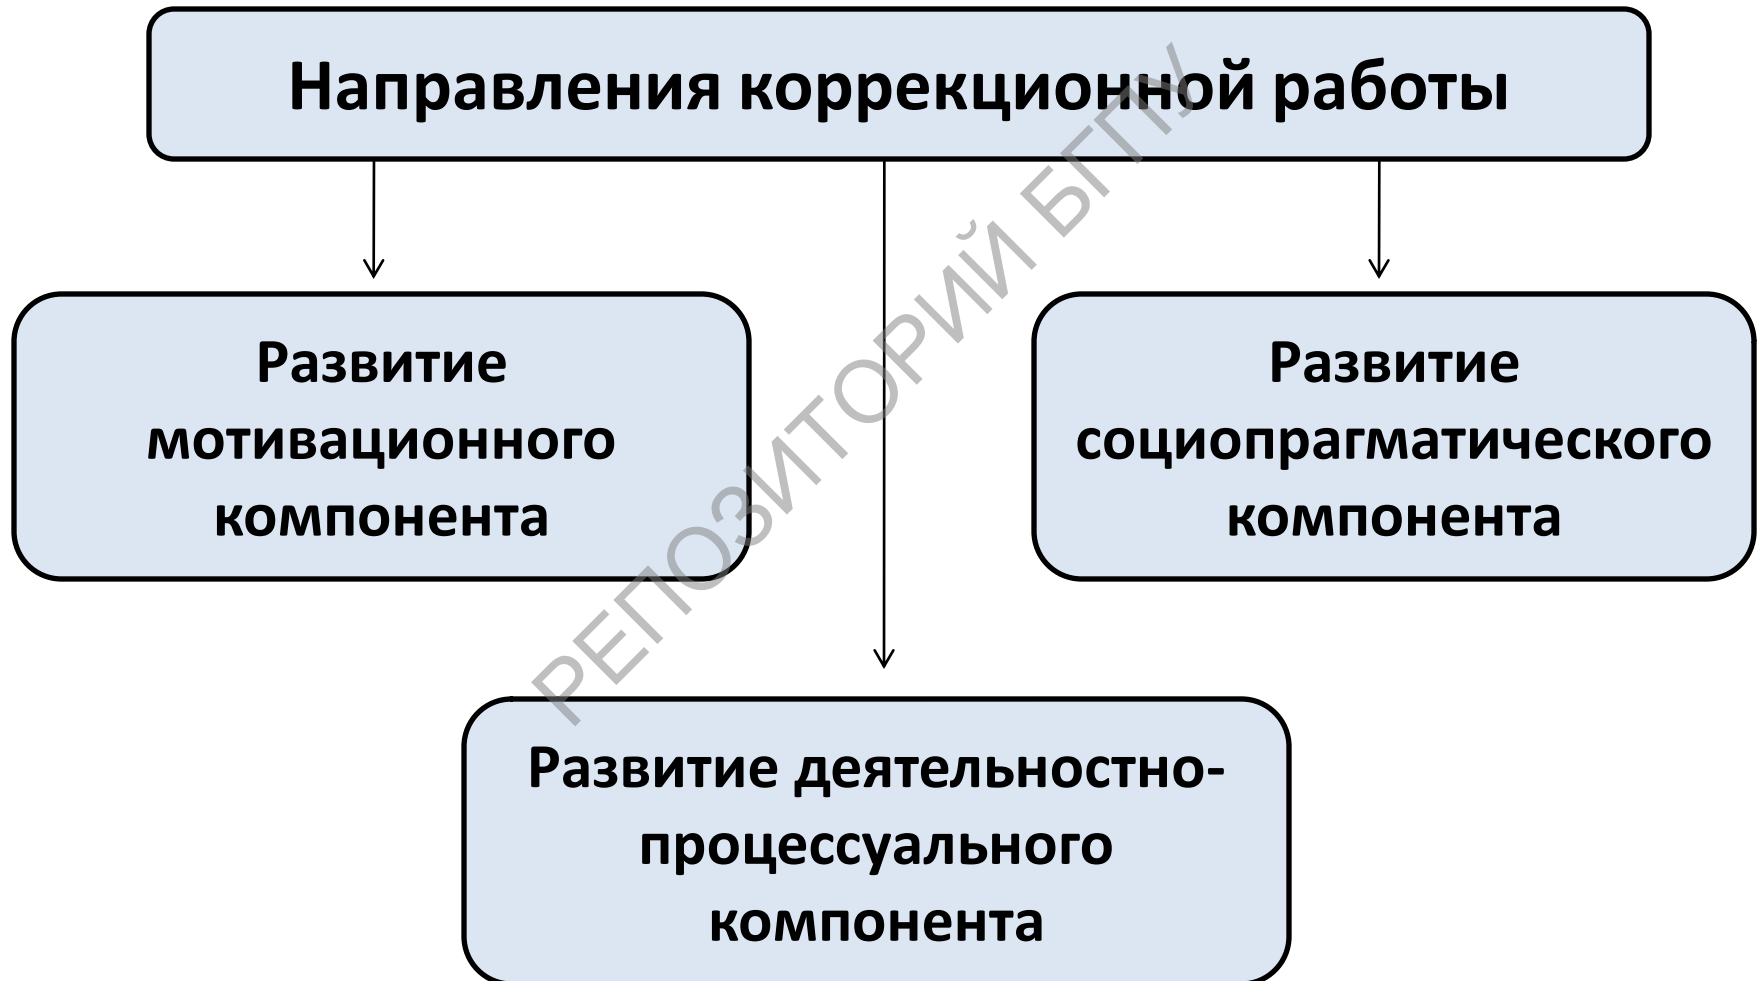 Направления коррекционной работы
Развитие
мотивационного
компонента
Развитие
социопрагматического
компонента
Развитие деятельностно-
процессуального
компонента
РЕПОЗИТОРИЙ БГПУ